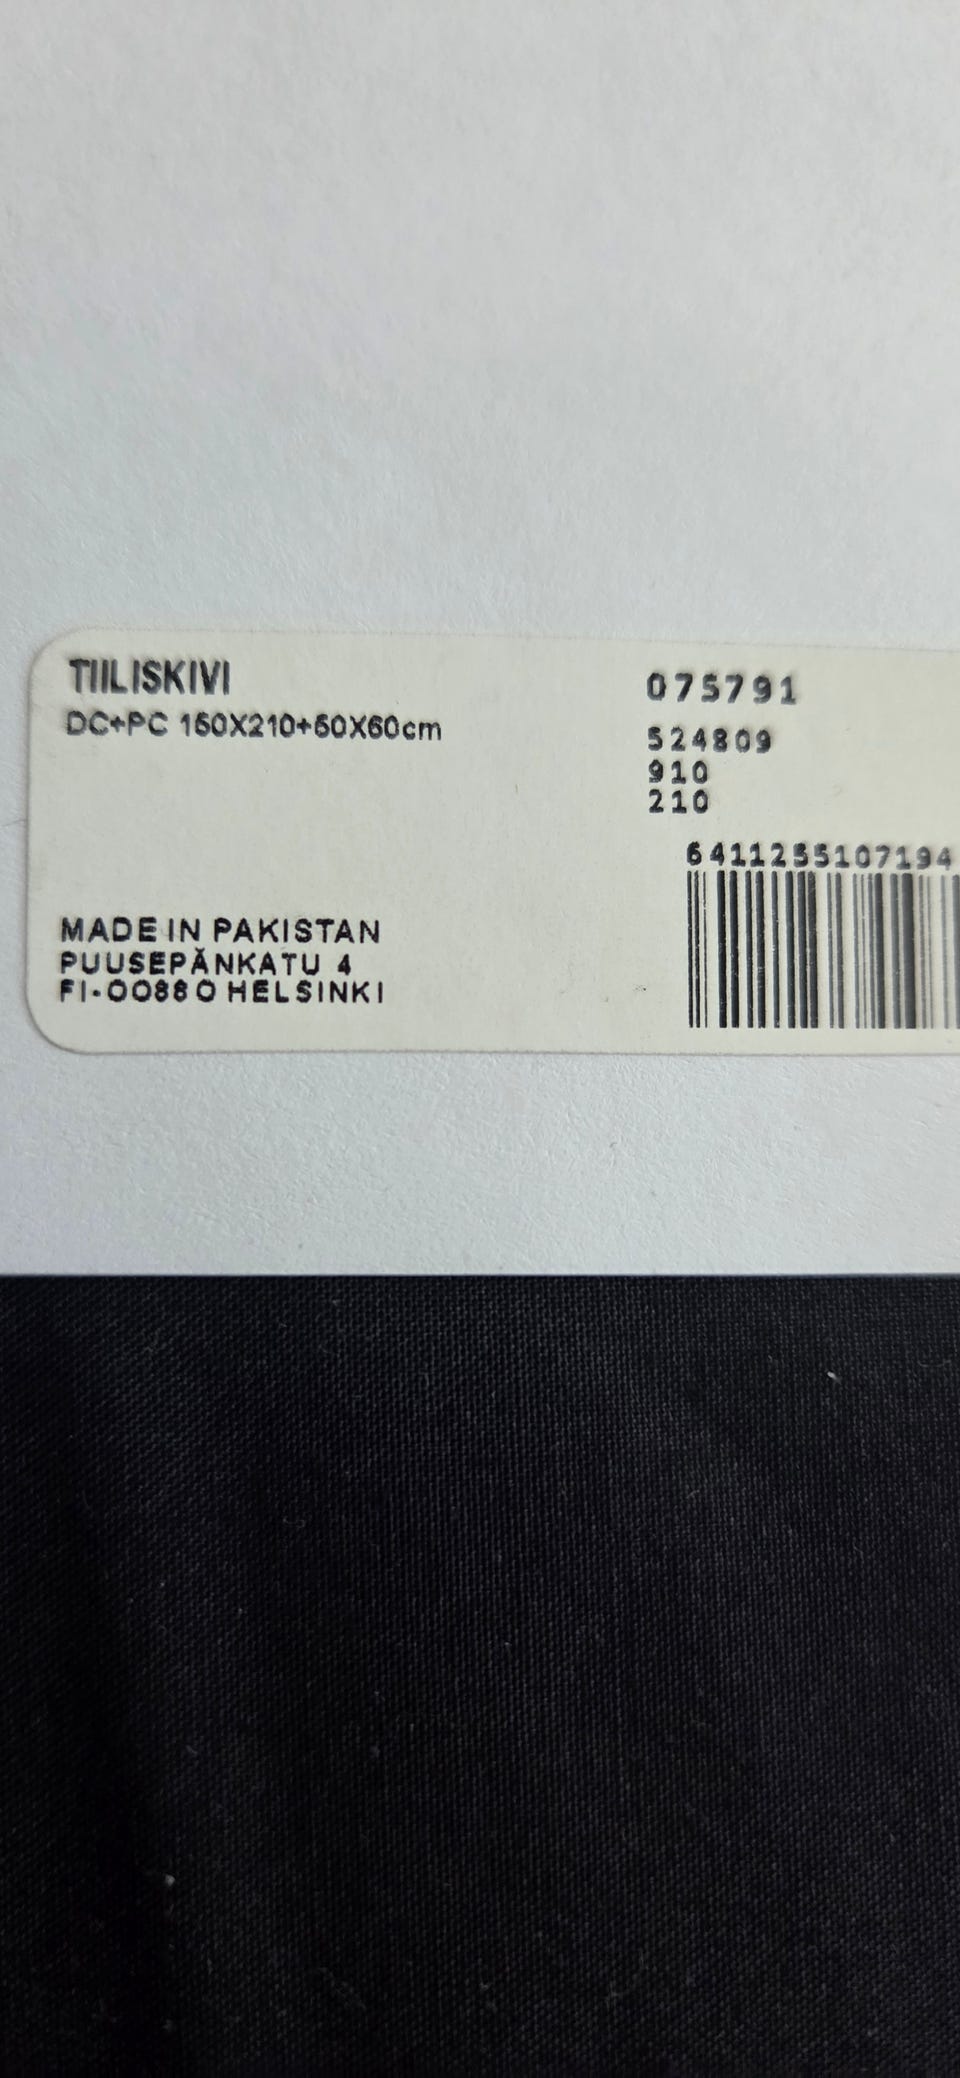 TIILISKIVI
DC+PC 150X210+50X60cm
075791
524809
910
210
6411255107194
MADE IN PAKISTAN
PUUSEPÄNKATU 4
FI-00880 HELSINKI